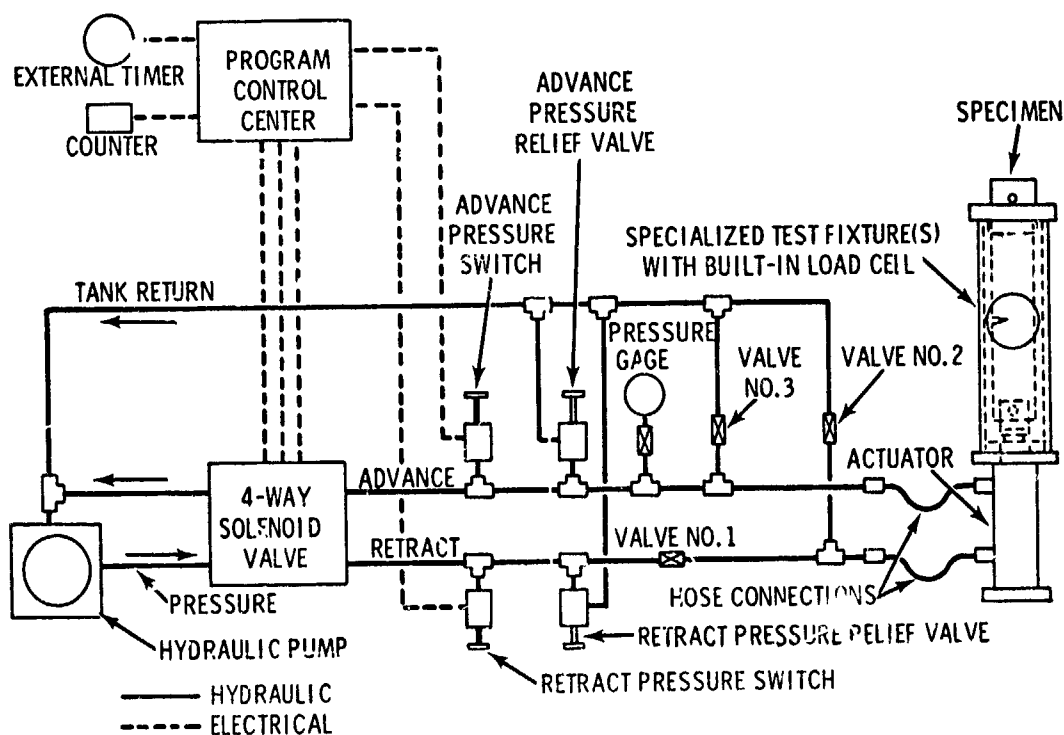 EXTERNAL TIMER
COUNTER
PROGRAM
CONTROL
CENTER
ADVANCE
PRESSURE
RELIEF VALVE
ADVANCE
PRESSURE
SWITCH
SPECIMEN
SPECIALIZED TEST FIXTURE(S)
WITH BUILT-IN LOAD CELL
TANK RETURN
PRESSURE
GAGE
VALVE
NO.3
VALVE NO.2
ACTUATOR
4-WAY
SOLENOID
VALVE
ADVANCE
RETRACT
VALVE NO.1
PRESSURE
HYDRAULIC PUMP
HOSE CONNECTIONS
RETRACT PRESSURE RELIEF VALVE
RETRACT PRESSURE SWITCH
HYDRAULIC
ELECTRICAL